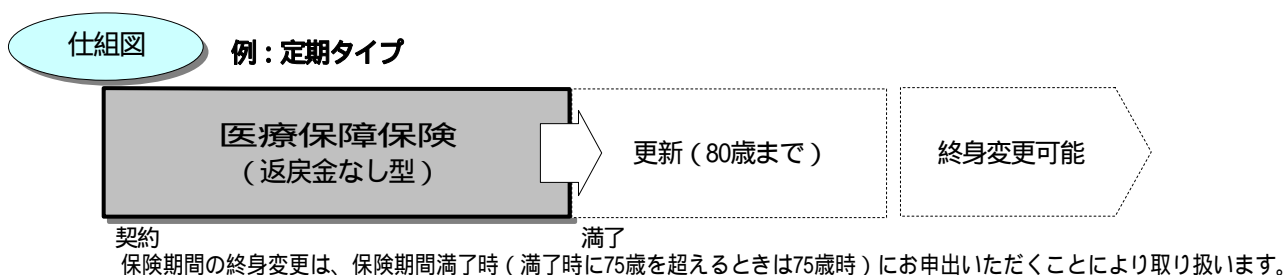 仕組図
例：定期タイプ
医療保障保険
（返戻金なし型）
更新（80歳まで）
終身変更可能
契約
満了
保険期間の終身変更は、保険期間満了時（満了時に75歳を超えるときは75歳時）にお申出いただくことにより取り扱います。